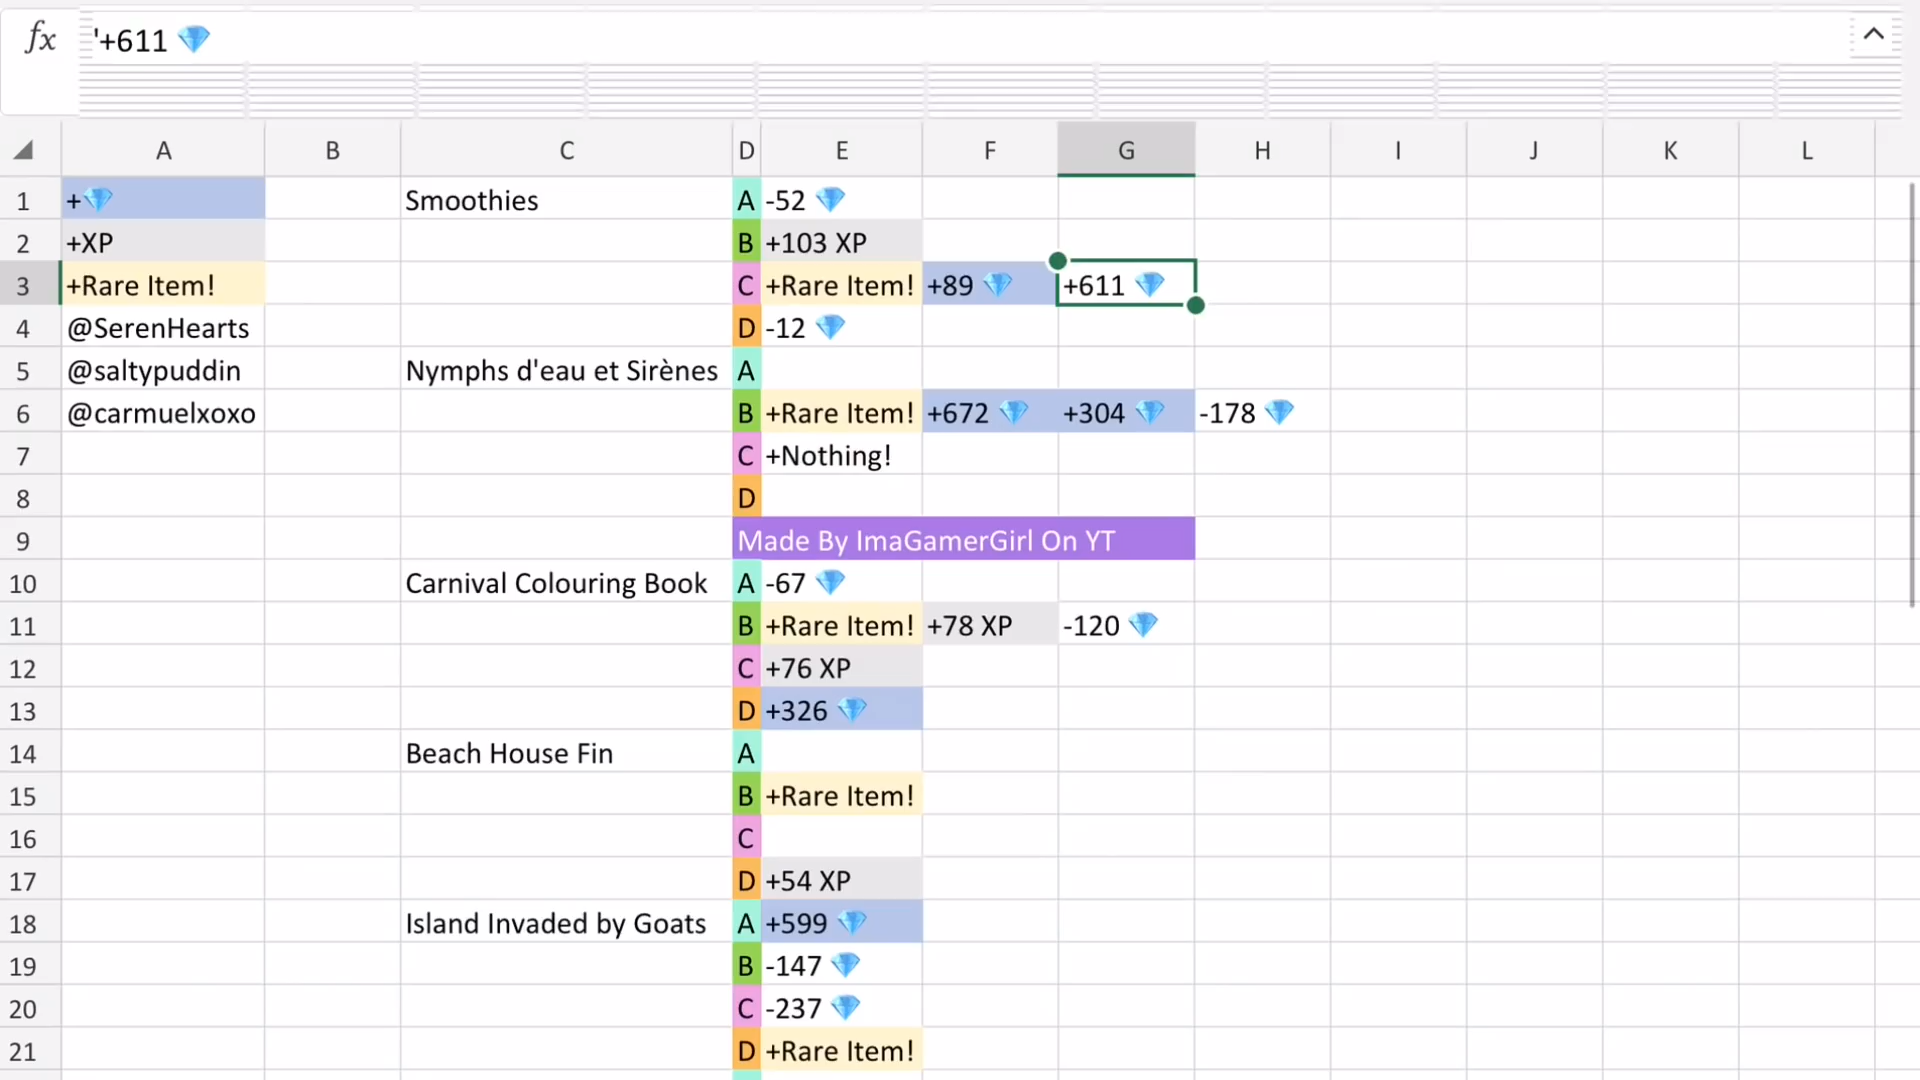 fx '+611 💎
A B C D E F G H I J K L
1 +💎 Smoothies A -52 💎
2 +XP B +103 XP
3 +Rare Item! C +Rare Item! +89 💎 +611 💎
4 @SerenHearts D -12 💎
5 @saltypuddin Nymphs d'eau et Sirènes A
6 @carmuelxoxo B +Rare Item! +672 💎 +304 💎 -178 💎
7 C +Nothing!
8 D
9 Made By ImaGamerGirl On YT
10 Carnival Colouring Book A -67 💎
11 B +Rare Item! +78 XP -120 💎
12 C +76 XP
13 D +326 💎
14 Beach House Fin A
15 B +Rare Item!
16 C
17 D +54 XP
18 Island Invaded by Goats A +599 💎
19 B -147 💎
20 C -237 💎
21 D +Rare Item!